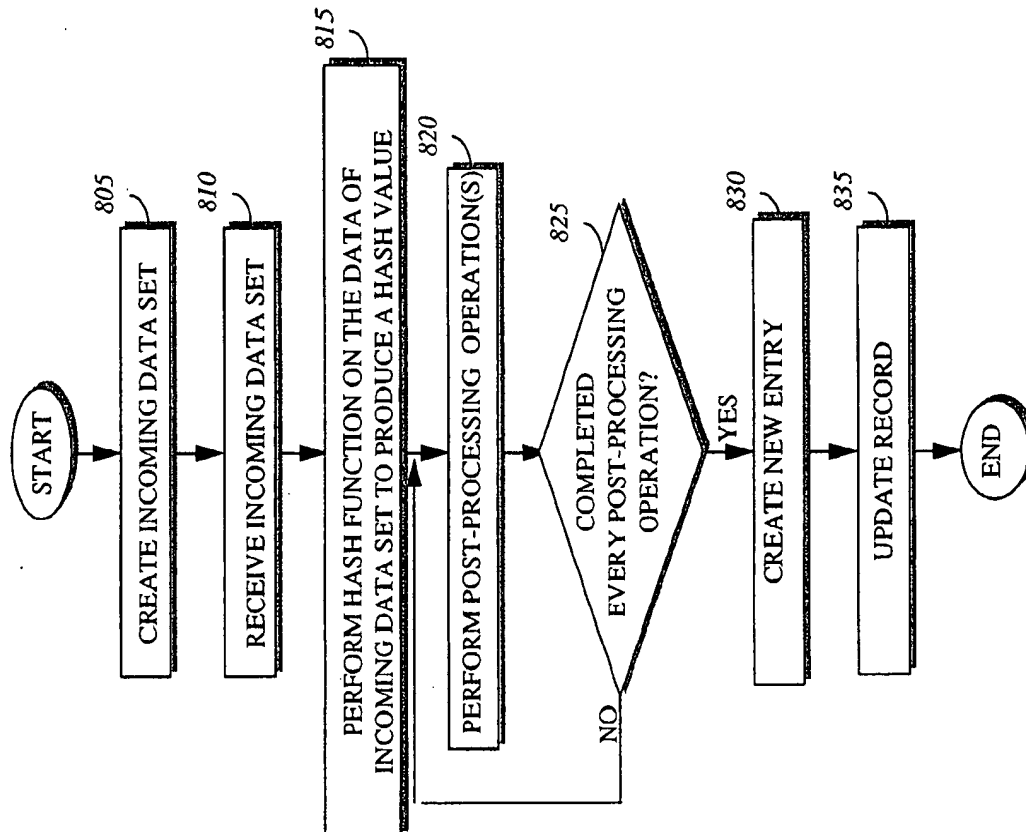 START
805
CREATE INCOMING DATA SET
810
RECEIVE INCOMING DATA SET
815
PERFORM HASH FUNCTION ON THE DATA OF
INCOMING DATA SET TO PRODUCE A HASH VALUE
820
PERFORM POST-PROCESSING OPERATION(S)
825
COMPLETED
EVERY POST-PROCESSING
OPERATION?
NO
YES
830
CREATE NEW ENTRY
835
UPDATE RECORD
END